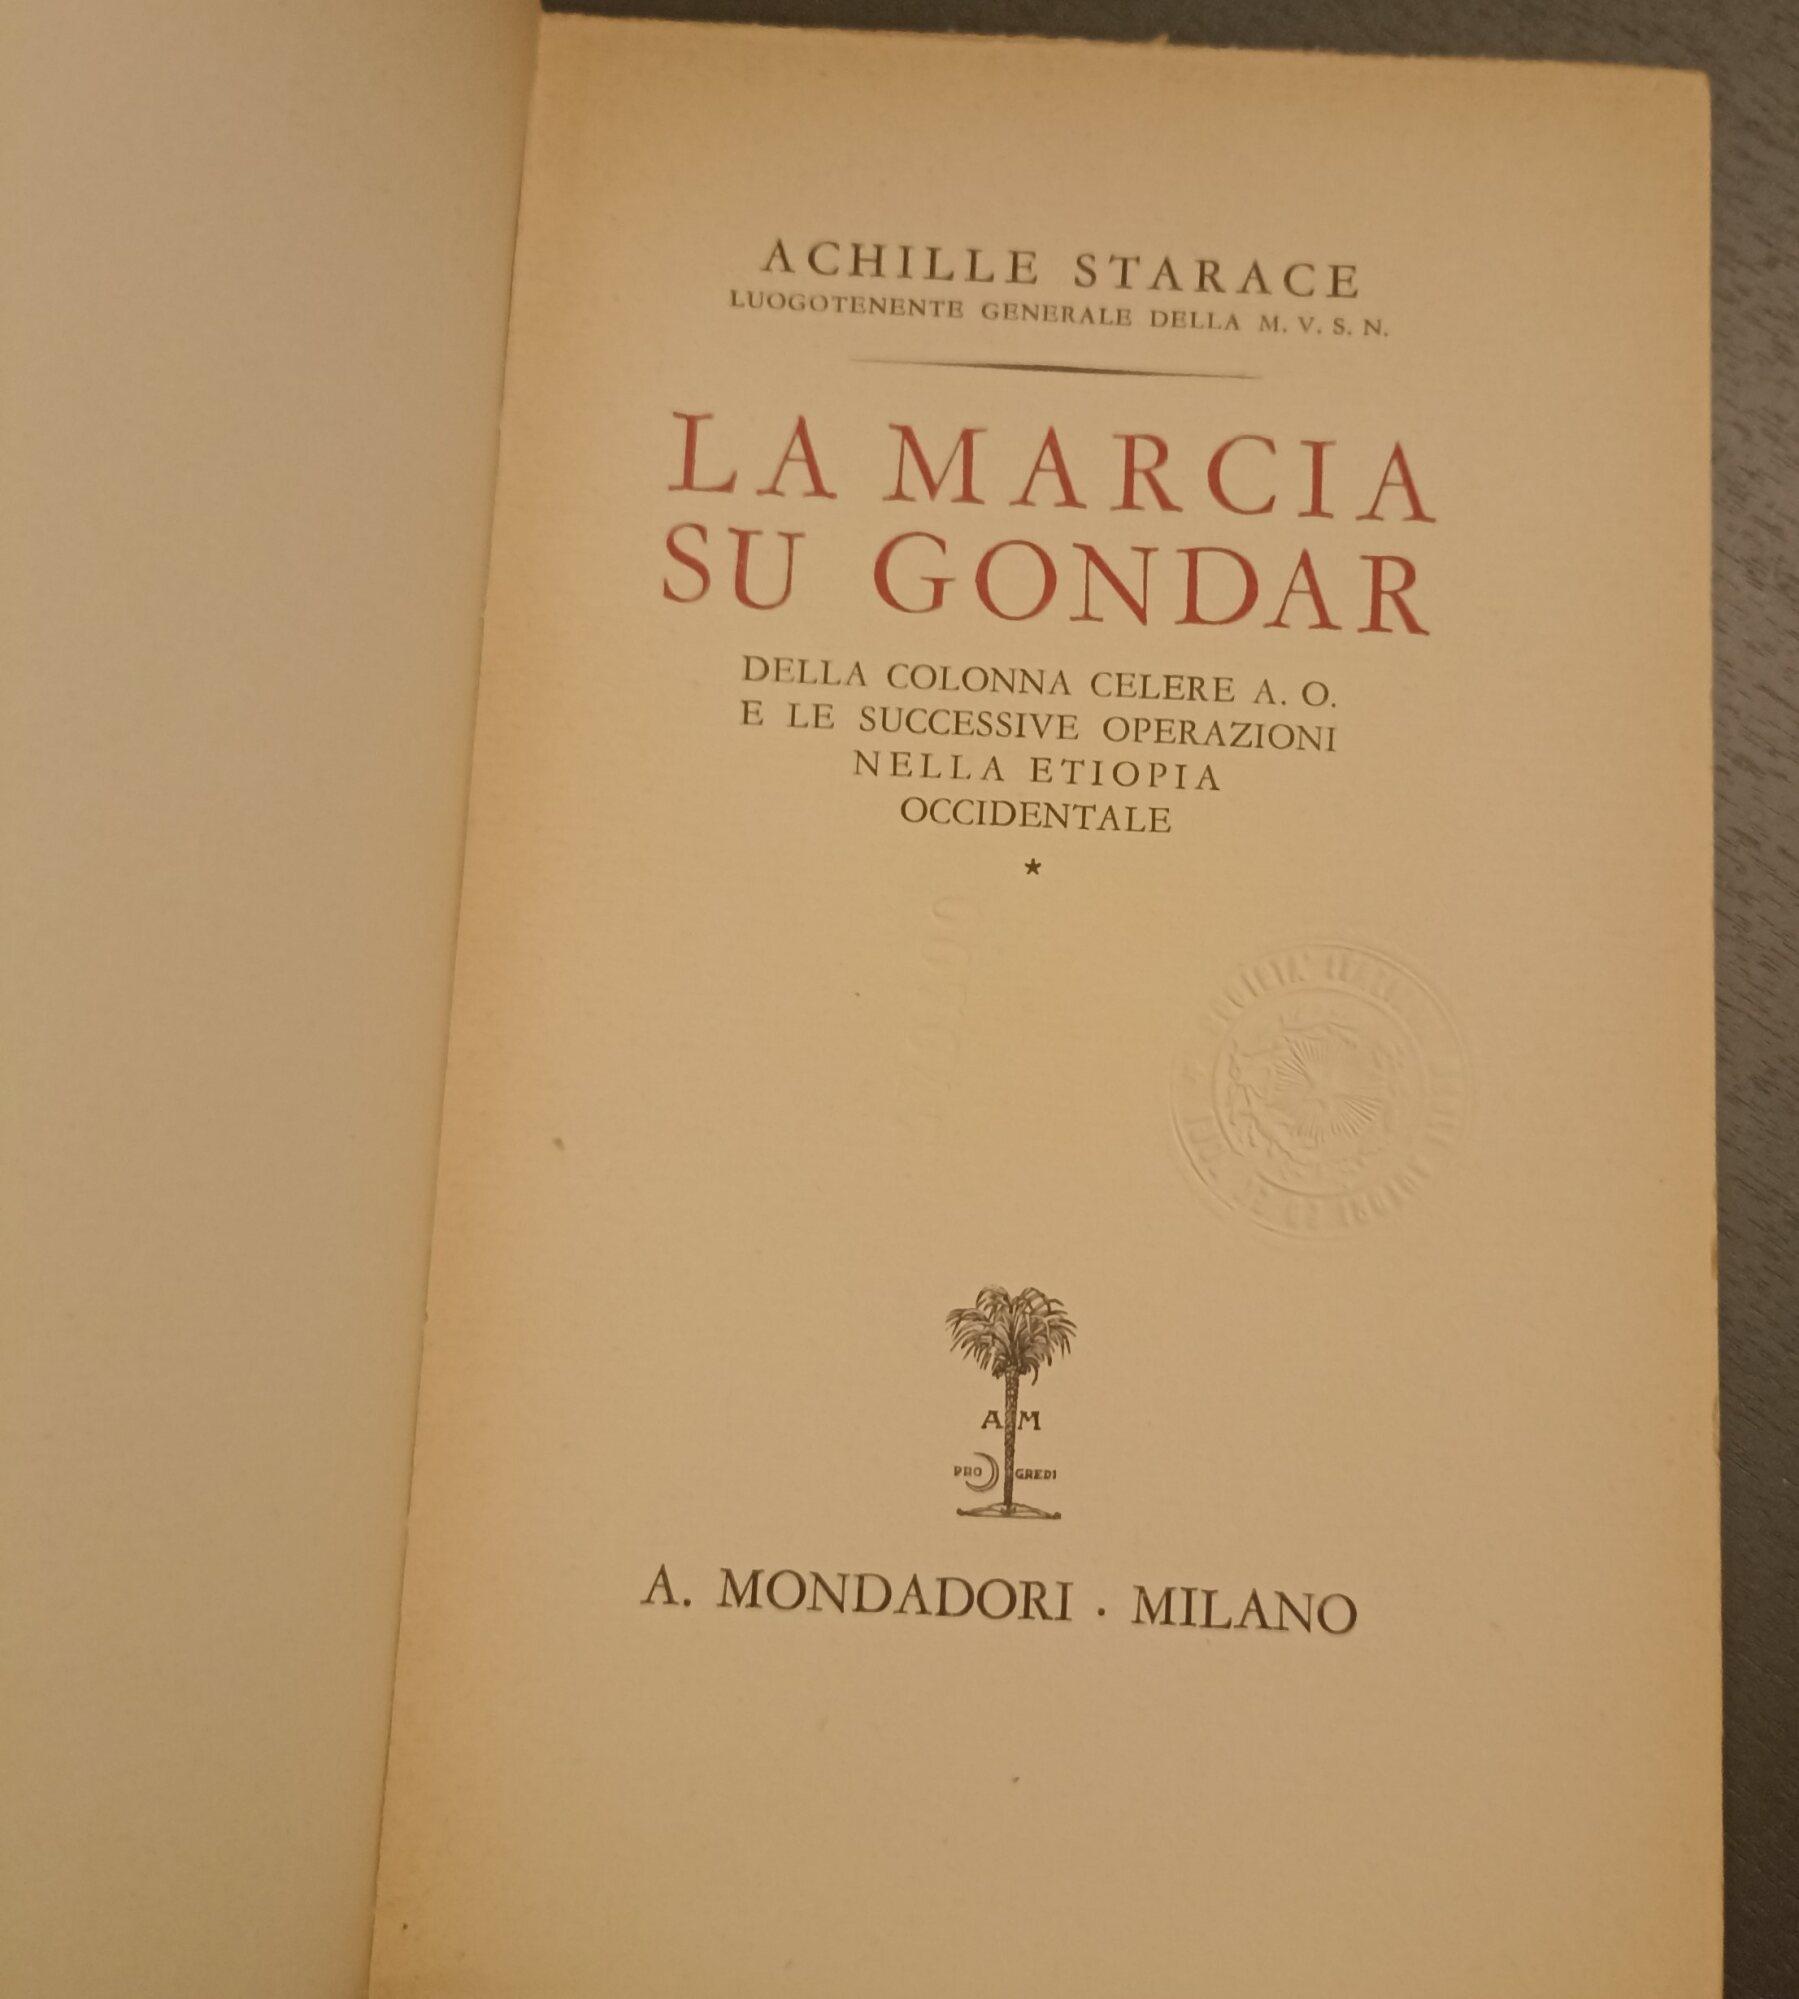 ACHILLE STARACE
LUOGOTENENTE GENERALE DELLA M. V. S. N.
LA MARCIA
SU GONDAR
DELLA COLONNA CELERE A. O.
E LE SUCCESSIVE OPERAZIONI
NELLA ETIOPIA
OCCIDENTALE
*
SOCIETÀ
A M
PRO GREDI
A. MONDADORI · MILANO